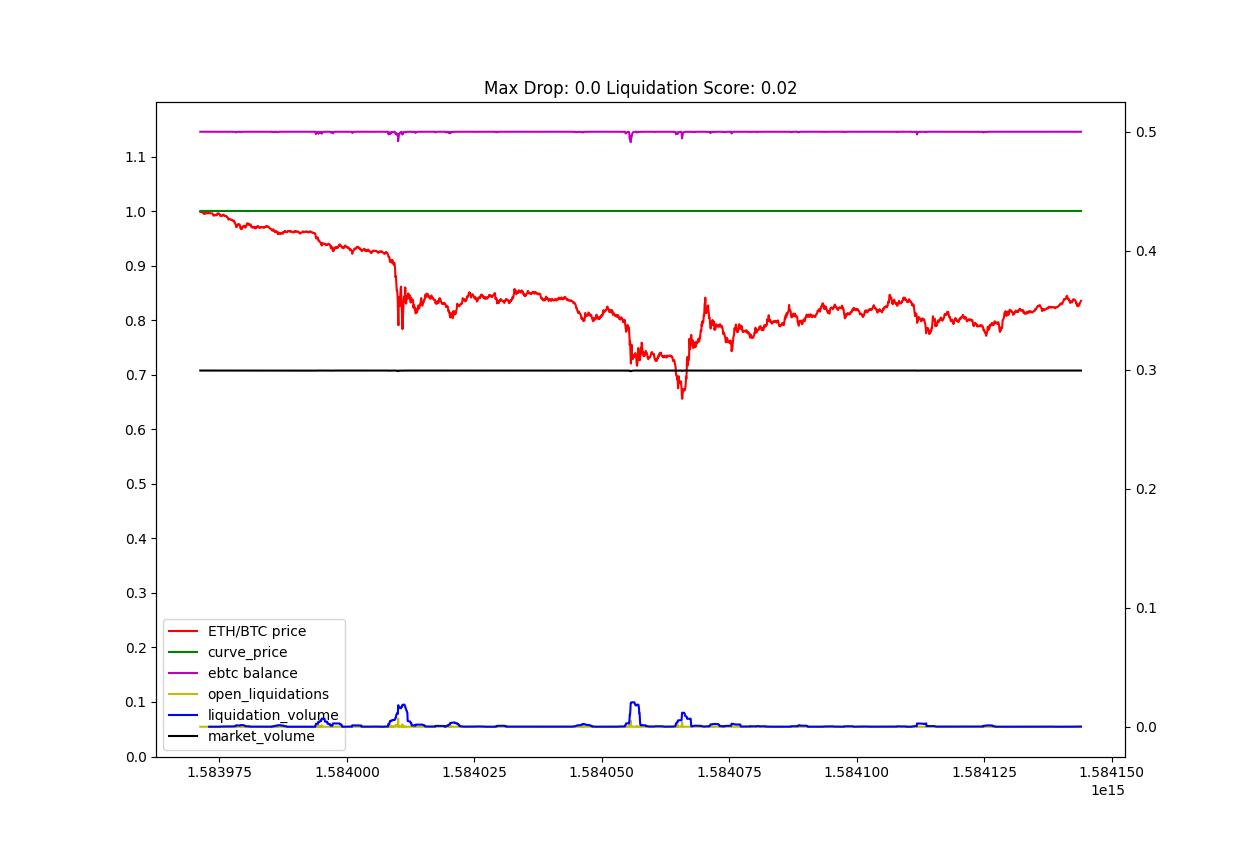 Max Drop: 0.0 Liquidation Score: 0.02
1.1
1.0
0.9
0.8
0.7
0.6
0.5
0.4
0.3
0.2
0.1
0.0
0.5
0.4
0.3
0.2
0.1
0.0
ETH/BTC price
curve_price
ebtc balance
open_liquidations
liquidation_volume
market_volume
1.583975 1.584000 1.584025 1.584050 1.584075 1.584100 1.584125 1.584150
1e15